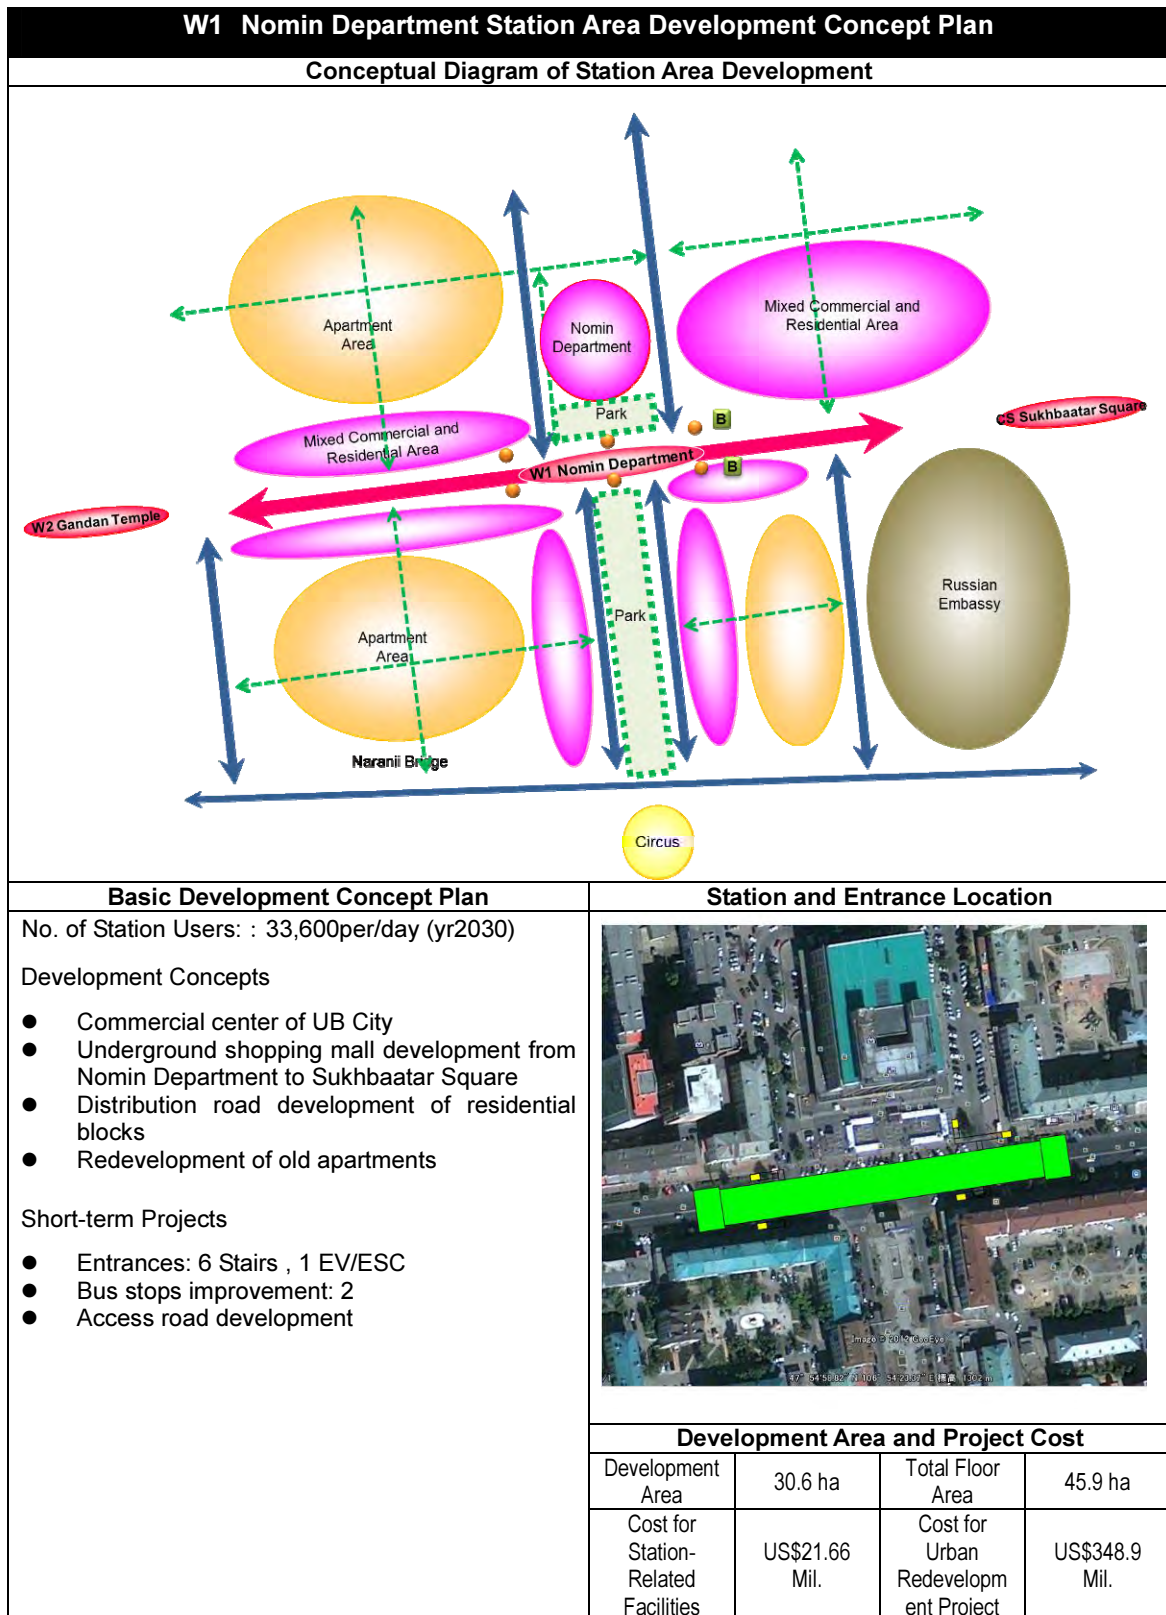 W1 Nomin Department Station Area Development Concept Plan
Conceptual Diagram of Station Area Development
Apartment
Area
Nomin
Department
Mixed Commercial and
Residential Area
Park
B
CS Sukhbaatar Square
Mixed Commercial and
Residential Area
W1 Nomin Department
B
W2 Gandan Temple
Russian
Embassy
Park
Apartment
Area
Naranii Bridge
Circus
Basic Development Concept Plan
No. of Station Users: : 33,600per/day (yr2030)
Development Concepts
● Commercial center of UB City
● Underground shopping mall development from
Nomin Department to Sukhbaatar Square
● Distribution road development of residential
blocks
● Redevelopment of old apartments
Short-term Projects
● Entrances: 6 Stairs , 1 EV/ESC
● Bus stops improvement: 2
● Access road development
Station and Entrance Location
Image © 2012 GeoEye
Development Area and Project Cost
Development
Area
30.6 ha
Total Floor
Area
45.9 ha
Cost for
Station-
Related
Facilities
US$21.66
Mil.
Cost for
Urban
Redevelopm
ent Project
US$348.9
Mil.